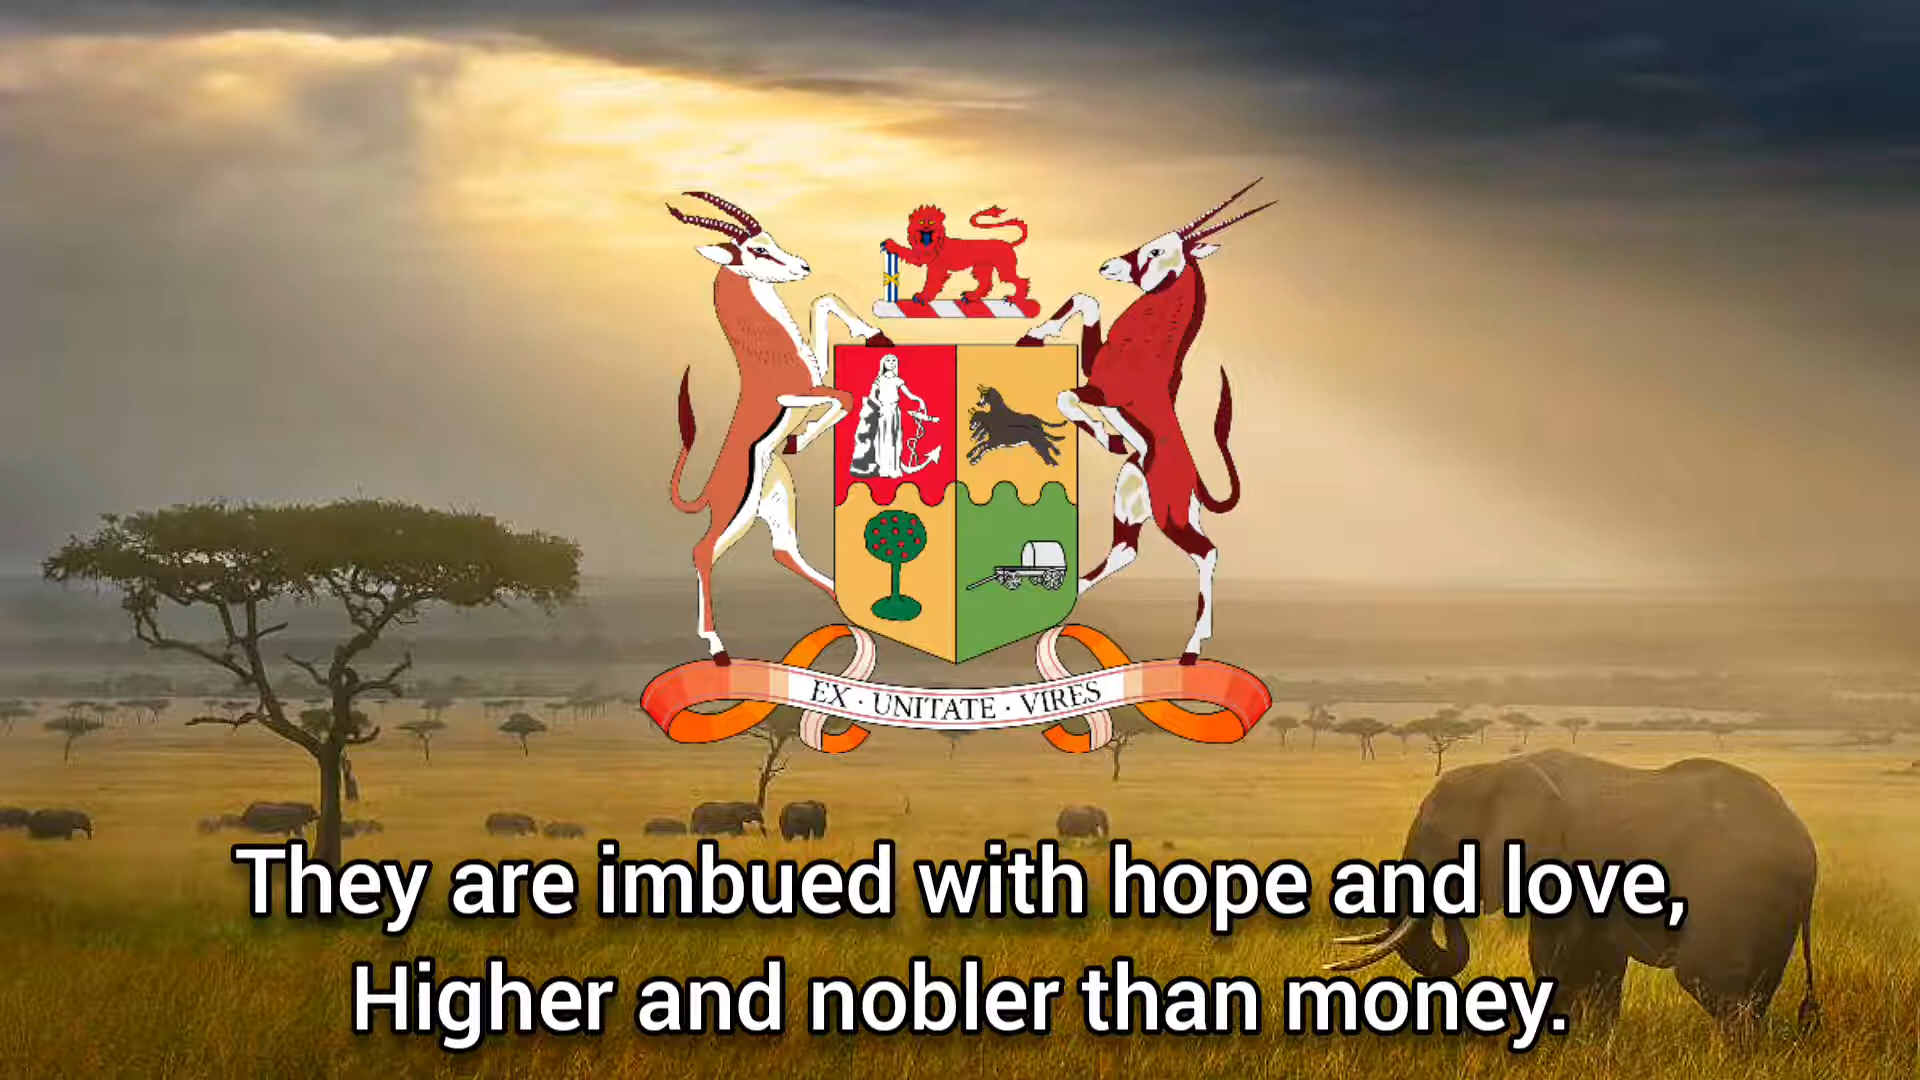 EX · UNITATE · VIRES
They are imbued with hope and love,
Higher and nobler than money.